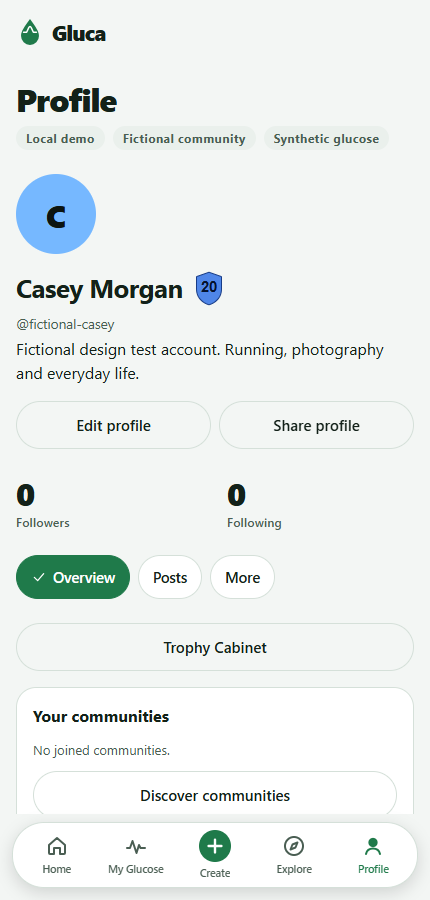 Gluca
Profile
Local demo
Fictional community
Synthetic glucose
C
Casey Morgan
20
@fictional-casey
Fictional design test account. Running, photography
and everyday life.
Edit profile
Share profile
0
Followers
0
Following
Overview
Posts
More
Trophy Cabinet
Your communities
No joined communities.
Discover communities
Home
My Glucose
Create
Explore
Profile